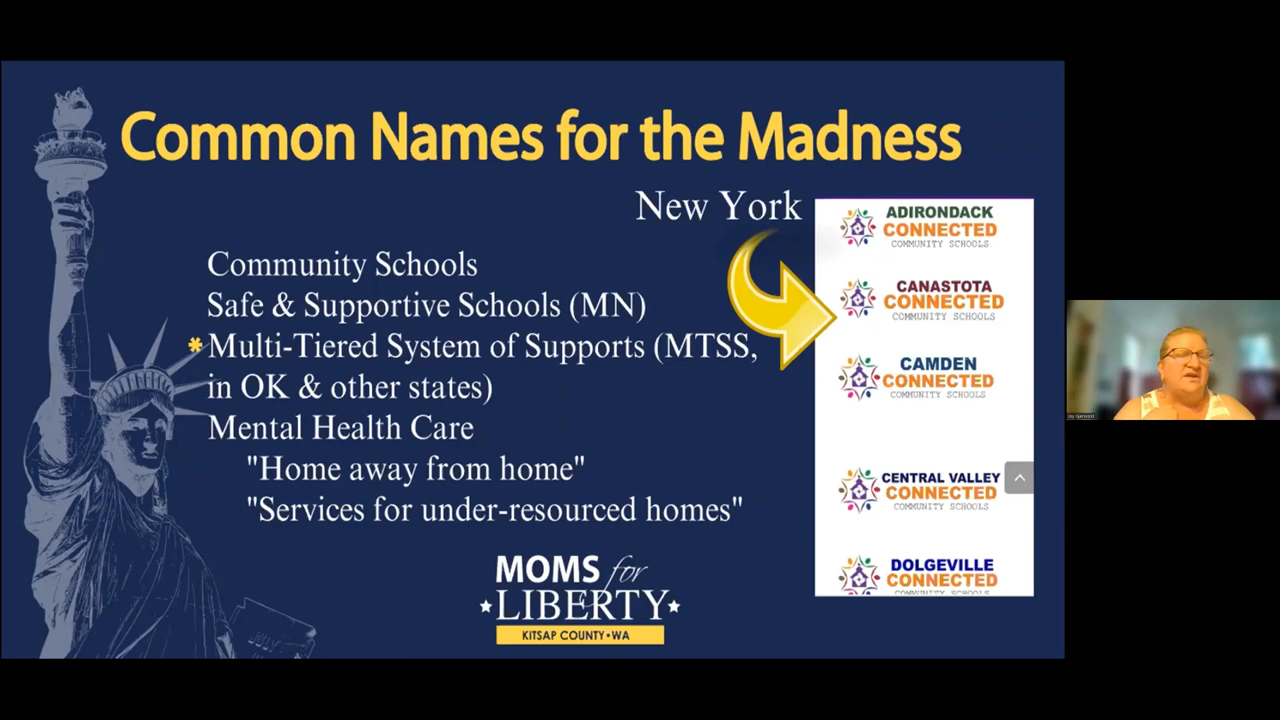 Common Names for the Madness
New York
Community Schools
Safe & Supportive Schools (MN)
* Multi-Tiered System of Supports (MTSS,
in OK & other states)
Mental Health Care
"Home away from home"
"Services for under-resourced homes"
ADIRONDACK
CONNECTED
COMMUNITY SCHOOLS
CANASTOTA
CONNECTED
COMMUNITY SCHOOLS
CAMDEN
CONNECTED
COMMUNITY SCHOOLS
CENTRAL VALLEY
CONNECTED
COMMUNITY SCHOOLS
DOLGEVILLE
CONNECTED
COMMUNITY SCHOOLS
MOMS for
LIBERTY
KITSAP COUNTY•WA